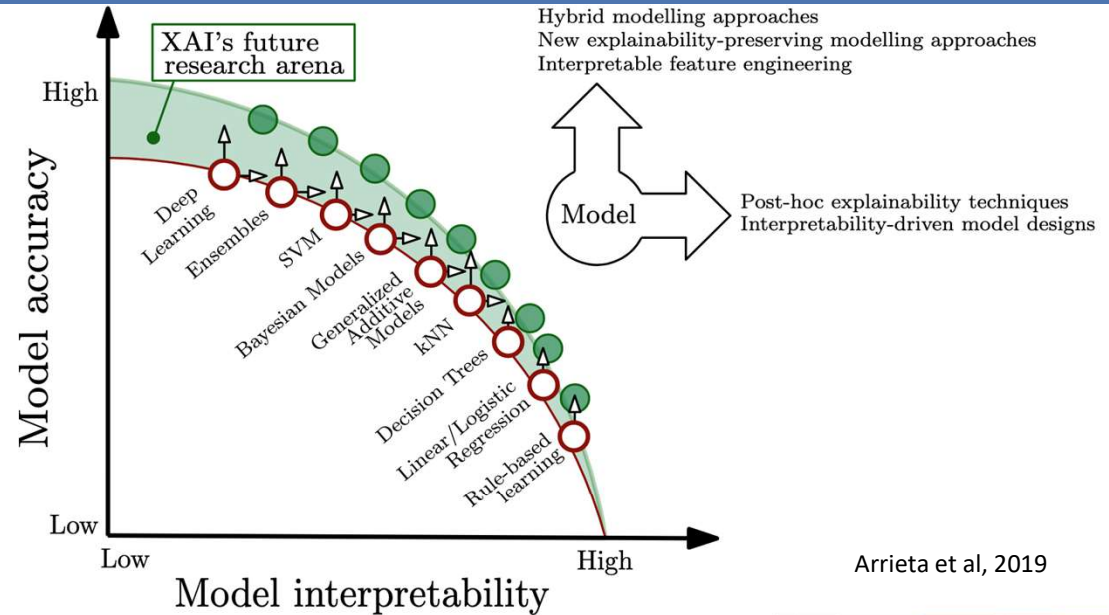 Hybrid modelling approaches
New explainability-preserving modelling approaches
Interpretable feature engineering
XAI's future
research arena
High
Model accuracy
Deep
Learning
Ensembles
SVM
Bayesian Models
Generalized
Additive
Models
kNN
Decision Trees
Linear/Logistic
Regression
Rule-based
learning
Model
Post-hoc explainability techniques
Interpretability-driven model designs
Low
Low
High
Model interpretability
Arrieta et al, 2019